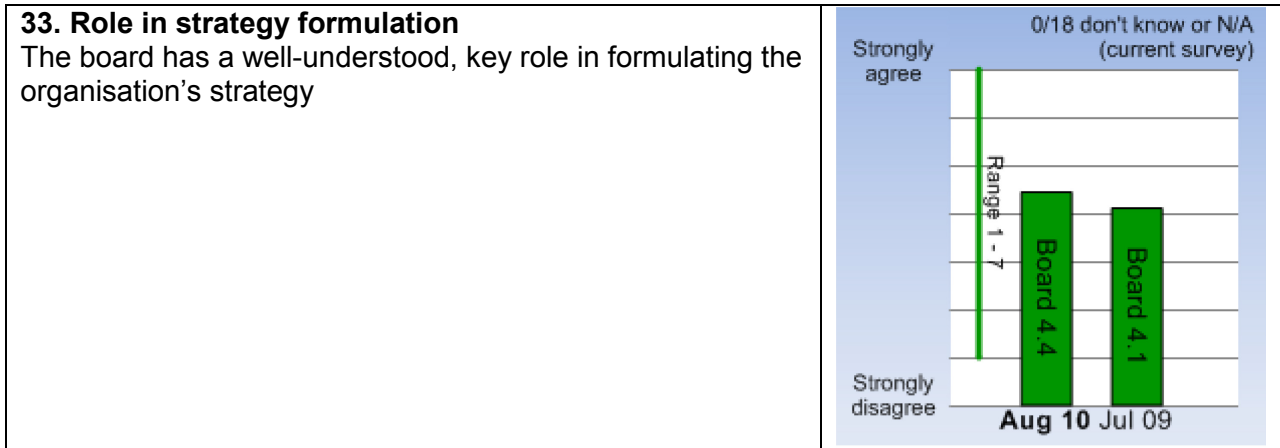 33. Role in strategy formulation
The board has a well-understood, key role in formulating the
organisation’s strategy
0/18 don't know or N/A
(current survey)
Strongly
agree
Range 1 - 7
Board 4.4
Board 4.1
Strongly
disagree
Aug 10 Jul 09